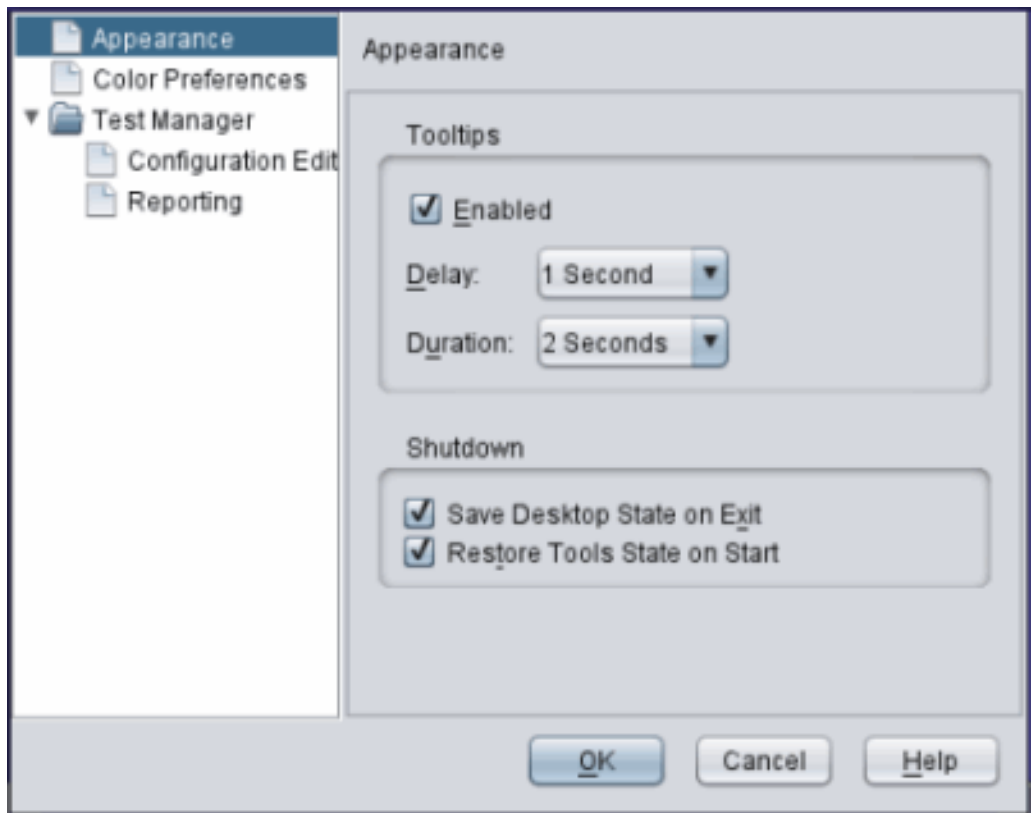 Appearance
Color Preferences
Test Manager
Configuration Edit
Reporting
Appearance
Tooltips
Enabled
Delay: 1 Second
Duration: 2 Seconds
Shutdown
Save Desktop State on Exit
Restore Tools State on Start
OK Cancel Help